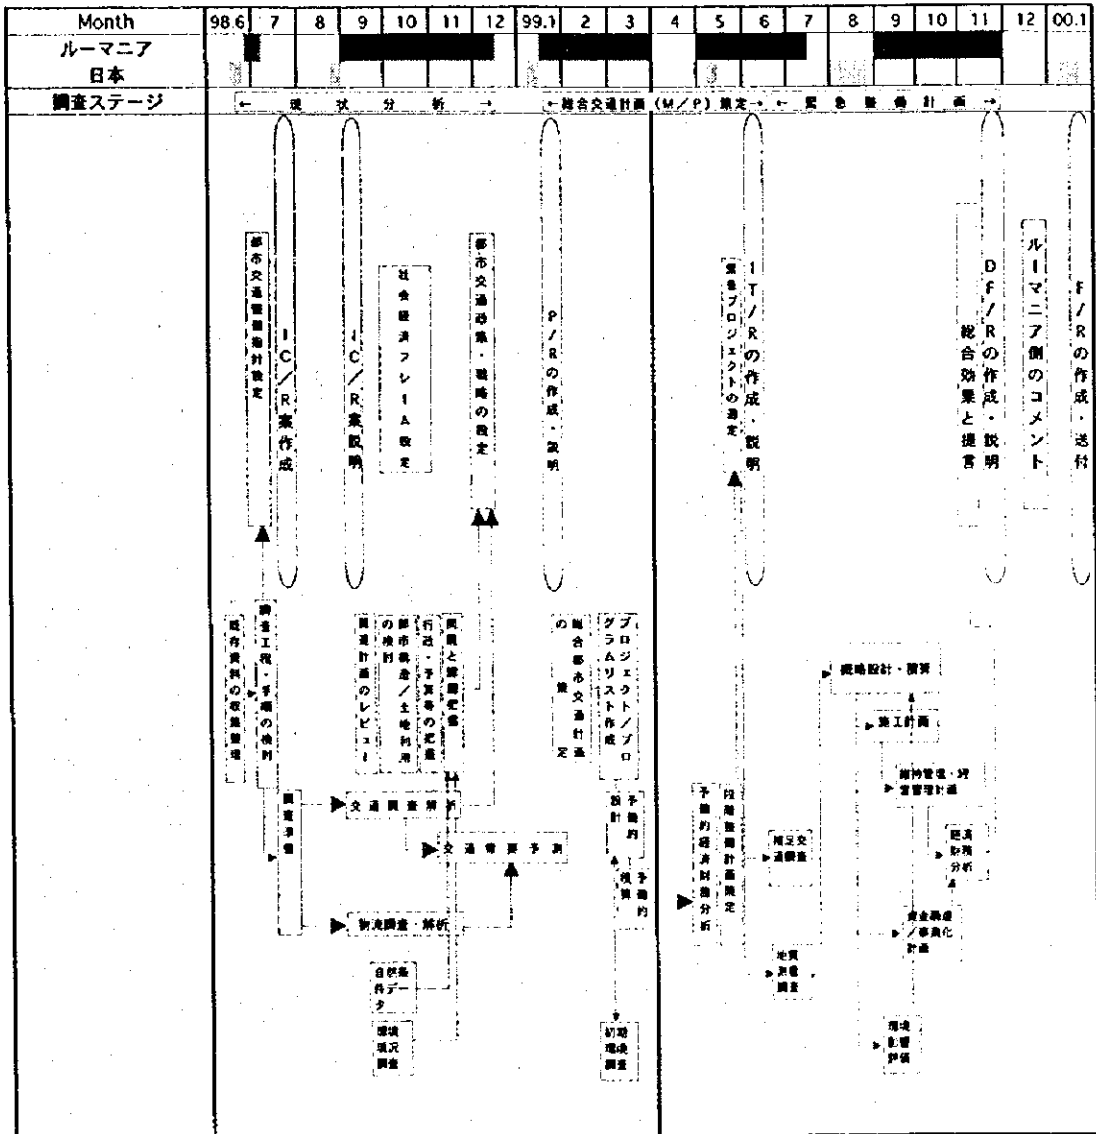 Month 98.6 7 8 9 10 11 12 99.1 2 3 4 5 6 7 8 9 10 11 12 00.1
ルーマニア
日本
調査ステージ ← 現状分析 → ←総合交通計画(M/P)策定→ ←緊急整備計画→
都市交通整備指針設定
IC/R案作成
IC/R案説明
社会経済フレーム設定
都市交通政策・戦略の設定
P/Rの作成・説明
緊急プロジェクトの選定
IT/Rの作成・説明
総合効果と提言
DF/Rの作成・説明
ルーマニア側のコメント
F/Rの作成・送付
既存資料の収集整理
調査工程・手順の検討
関連計画のレビュー
都市構造/土地利用
の検討
行政・予算等の把握
問題と課題把握
総合都市交通計画
の策定
プロジェクト/プロ
グラムリスト作成
概略設計・積算
施工計画
維持管理・経
営管理計画
調査準備
交通調査解析
交通需要予測
予備的
設計
予備的
積算
予備的経済財務分析
段階整備計画策定
補足交
通調査
経済
財務
分析
物流調査・解析
資金調達
/事業化
計画
自然条
件デー
タ
地質
測量
調査
環境
現況
調査
初期
環境
調査
環境
影響
評価